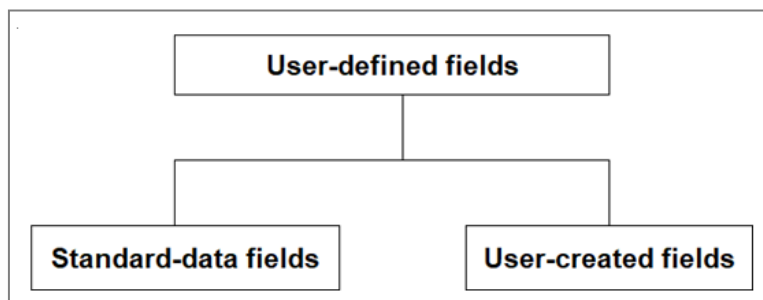 User-defined fields
Standard-data fields
User-created fields